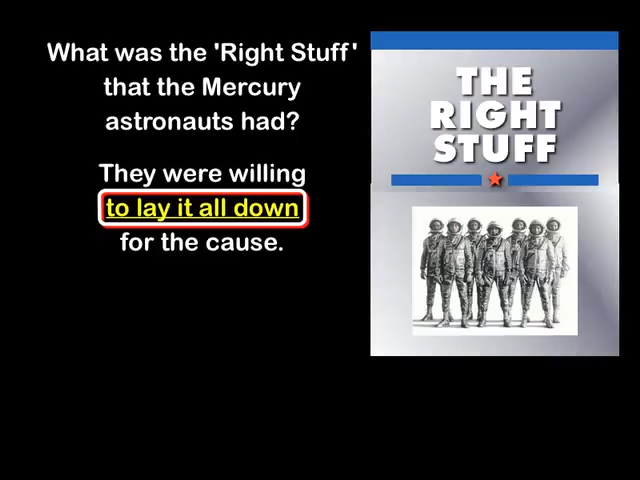 What was the 'Right Stuff'
that the Mercury
astronauts had?
They were willing
to lay it all down
for the cause.
THE
RIGHT
STUFF